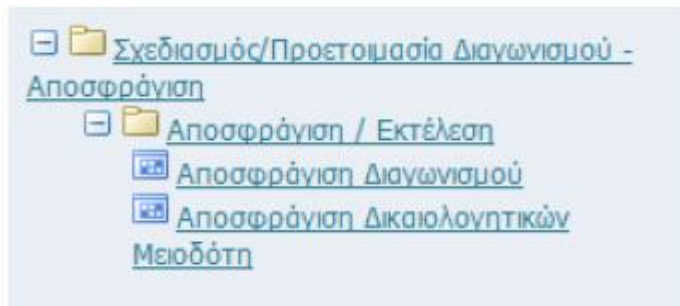 Σχεδιασμός/Προετοιμασία Διαγωνισμού -
Αποσφράγιση
Αποσφράγιση / Εκτέλεση
Αποσφράγιση Διαγωνισμού
Αποσφράγιση Δικαιολογητικών
Μειοδότη